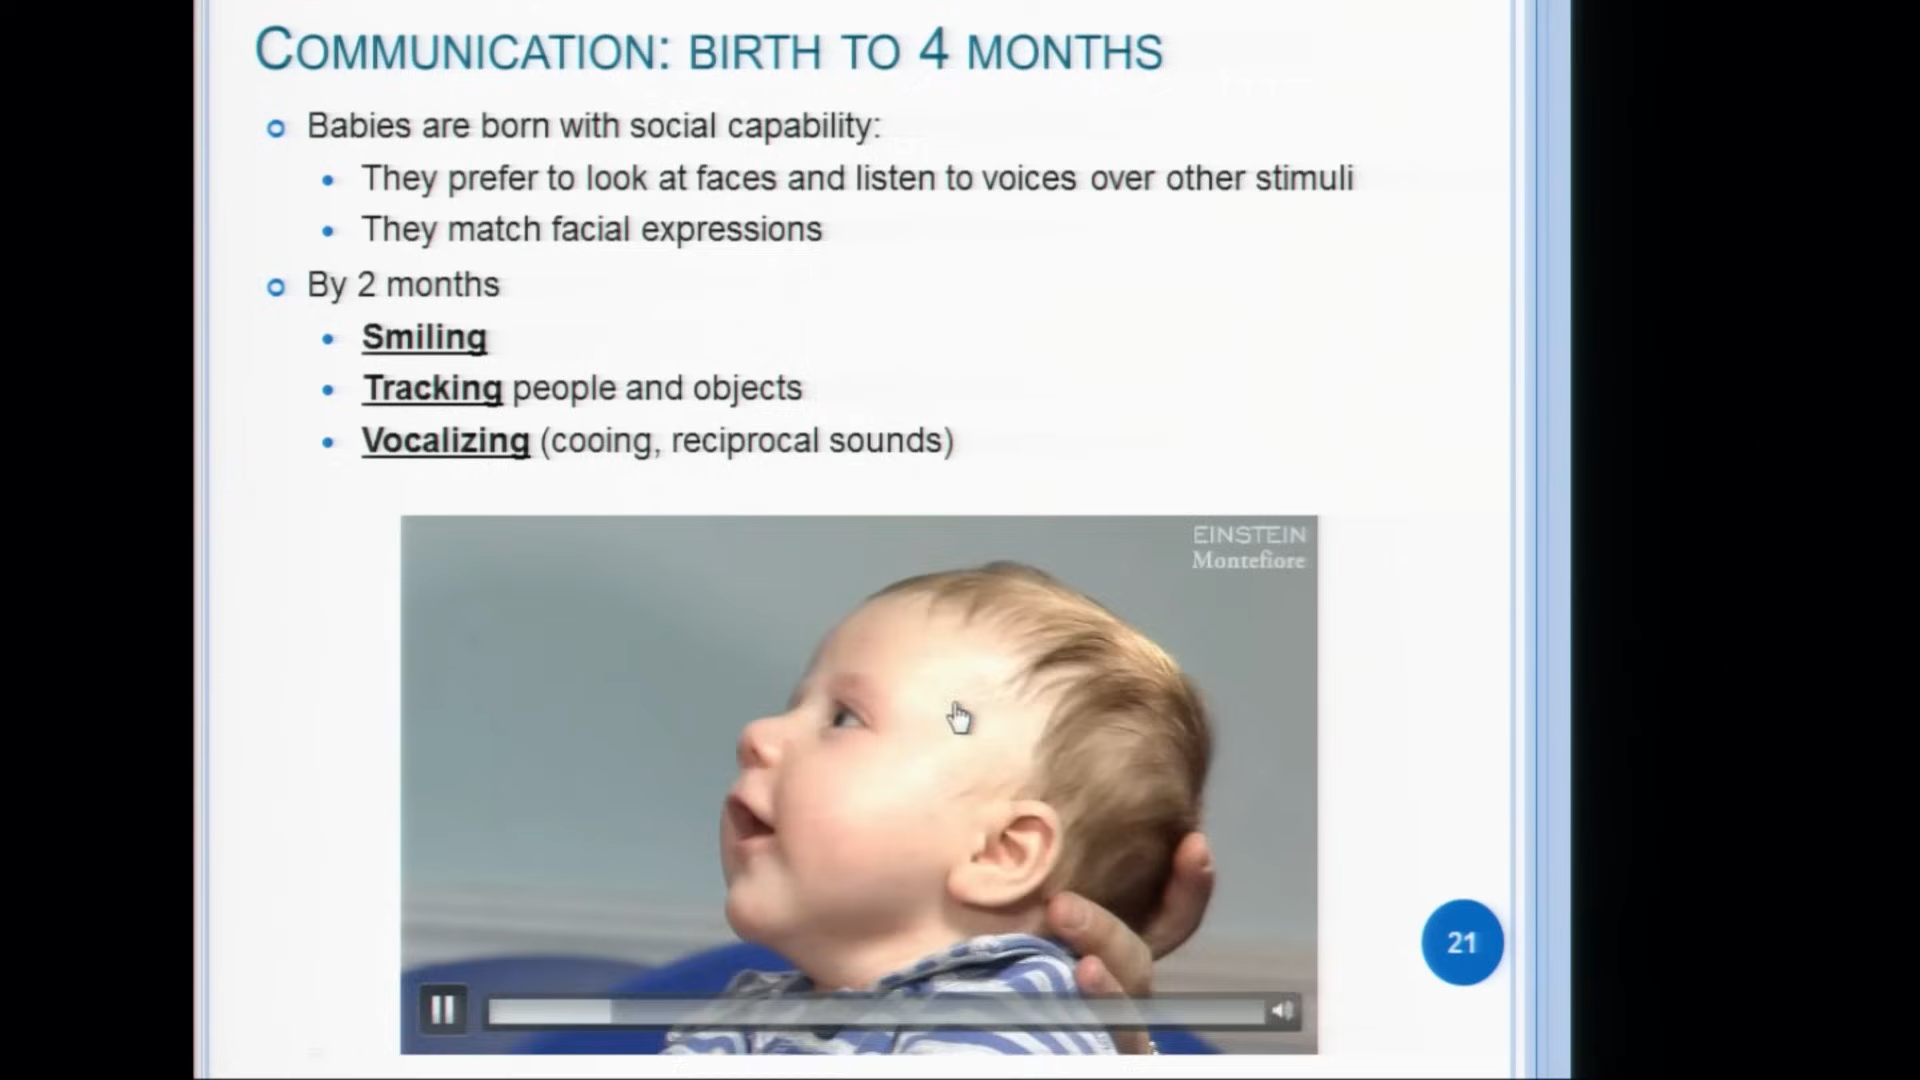 COMMUNICATION: BIRTH TO 4 MONTHS
Babies are born with social capability:
They prefer to look at faces and listen to voices over other stimuli
They match facial expressions
By 2 months
Smiling
Tracking people and objects
Vocalizing (cooing, reciprocal sounds)
EINSTEIN
Montefiore
21